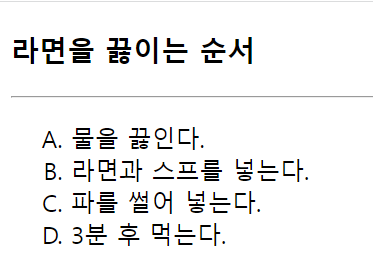 라면을 끓이는 순서
A. 물을 끓인다.
B. 라면과 스프를 넣는다.
C. 파를 썰어 넣는다.
D. 3분 후 먹는다.